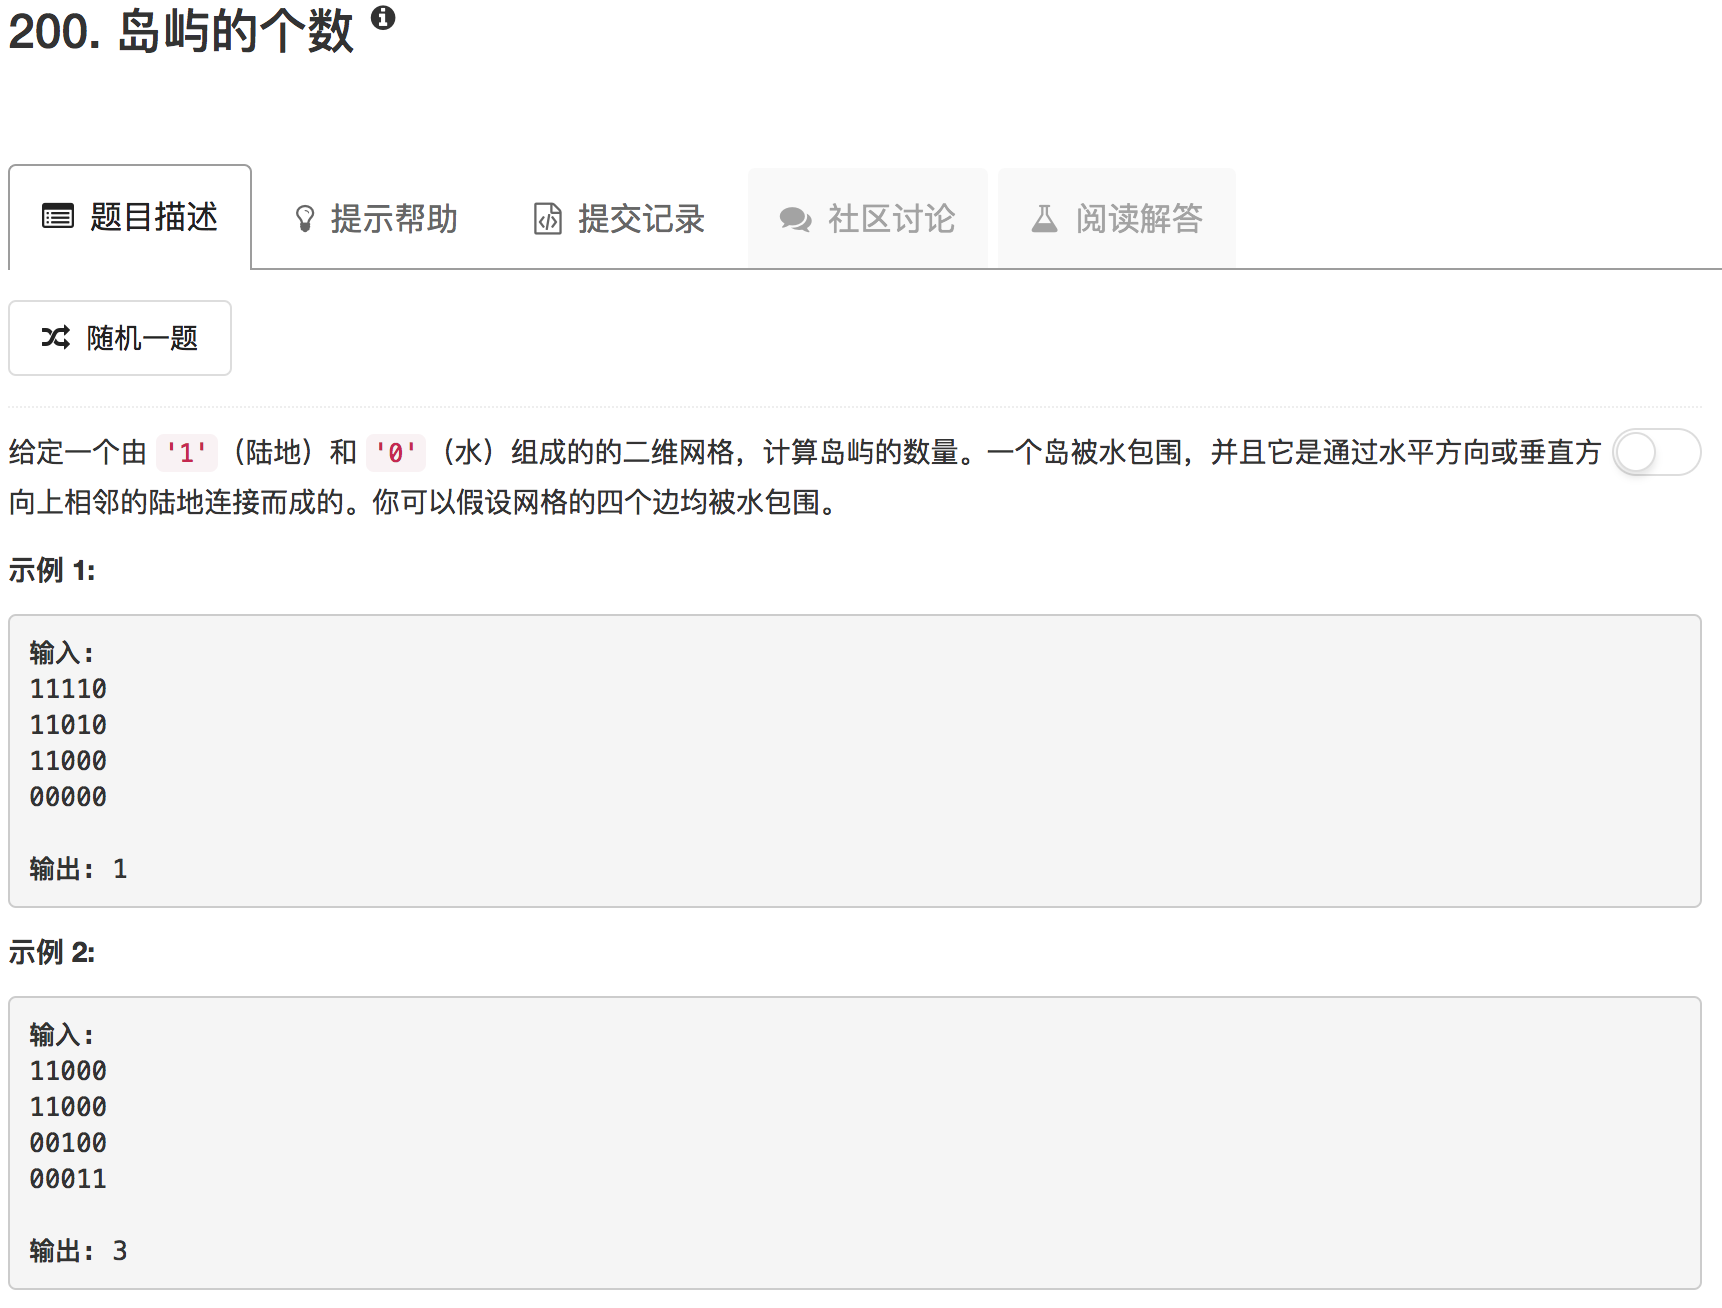 200. 岛屿的个数
题目描述 提示帮助 提交记录 社区讨论 阅读解答
随机一题
给定一个由 '1'（陆地）和 '0'（水）组成的的二维网格，计算岛屿的数量。一个岛被水包围，并且它是通过水平方向或垂直方
向上相邻的陆地连接而成的。你可以假设网格的四个边均被水包围。
示例 1:
输入:
11110
11010
11000
00000
输出: 1
示例 2:
输入:
11000
11000
00100
00011
输出: 3